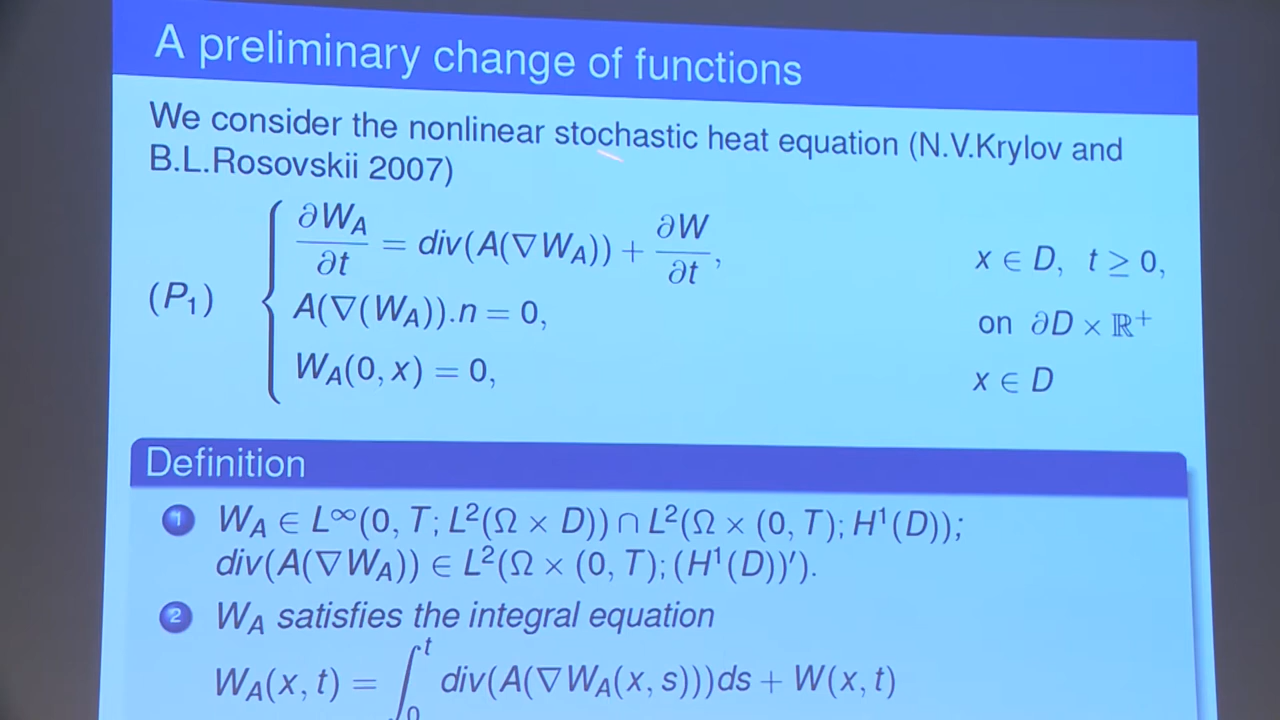 A preliminary change of functions
We consider the nonlinear stochastic heat equation (N.V.Krylov and
B.L.Rosovskii 2007)
(P₁)
∂W_A/∂t = div(A(∇W_A)) + ∂W/∂t, x ∈ D, t ≥ 0,
A(∇(W_A)).n = 0, on ∂D × ℝ⁺
W_A(0, x) = 0, x ∈ D
Definition
1 W_A ∈ L^∞(0, T; L²(Ω × D)) ∩ L²(Ω × (0, T); H¹(D));
div(A(∇W_A)) ∈ L²(Ω × (0, T); (H¹(D))′).
2 W_A satisfies the integral equation
W_A(x, t) = ∫₀ᵗ div(A(∇W_A(x, s)))ds + W(x, t)